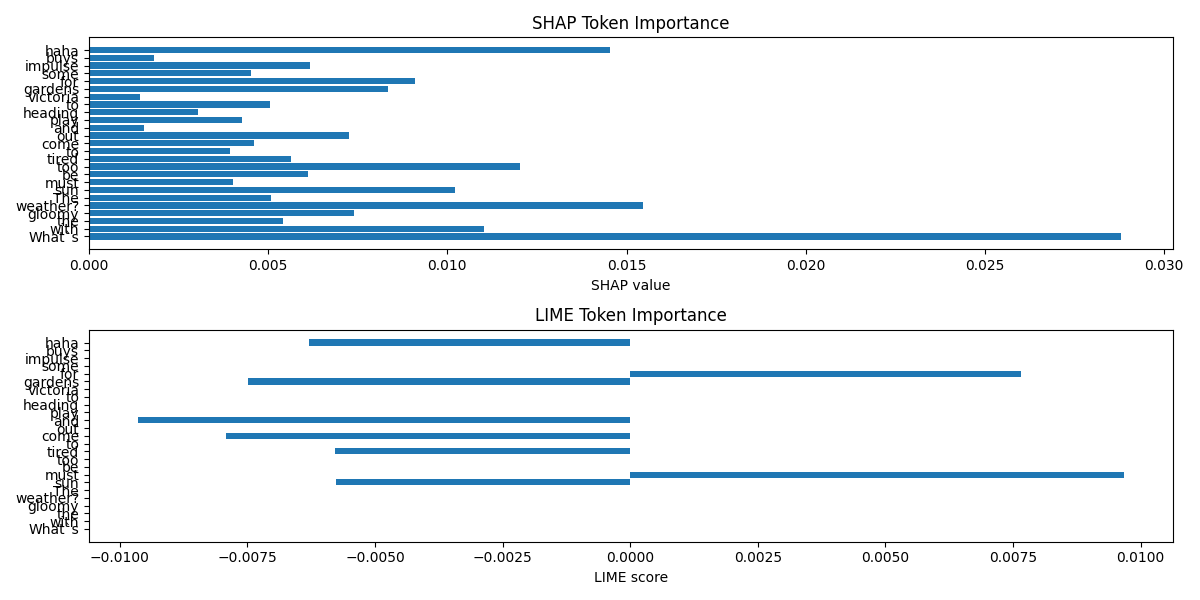 SHAP Token Importance
haha
buys
impulse
some
for
gardens
victoria
to
heading
play
and
out
come
to
tired
too
be
must
sun
The
weather?
gloomy
the
with
What s
0.000 0.005 0.010 0.015 0.020 0.025 0.030
SHAP value
LIME Token Importance
haha
buys
impulse
some
for
gardens
victoria
to
heading
play
and
out
come
to
tired
too
be
must
sun
The
weather?
gloomy
the
with
What s
−0.0100 −0.0075 −0.0050 −0.0025 0.0000 0.0025 0.0050 0.0075 0.0100
LIME score